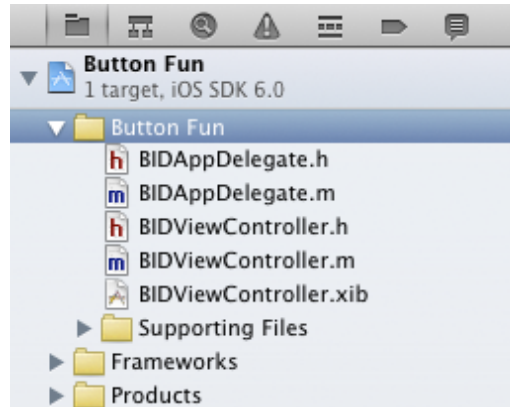 Button Fun
1 target, iOS SDK 6.0
Button Fun
h BIDAppDelegate.h
m BIDAppDelegate.m
h BIDViewController.h
m BIDViewController.m
BIDViewController.xib
Supporting Files
Frameworks
Products